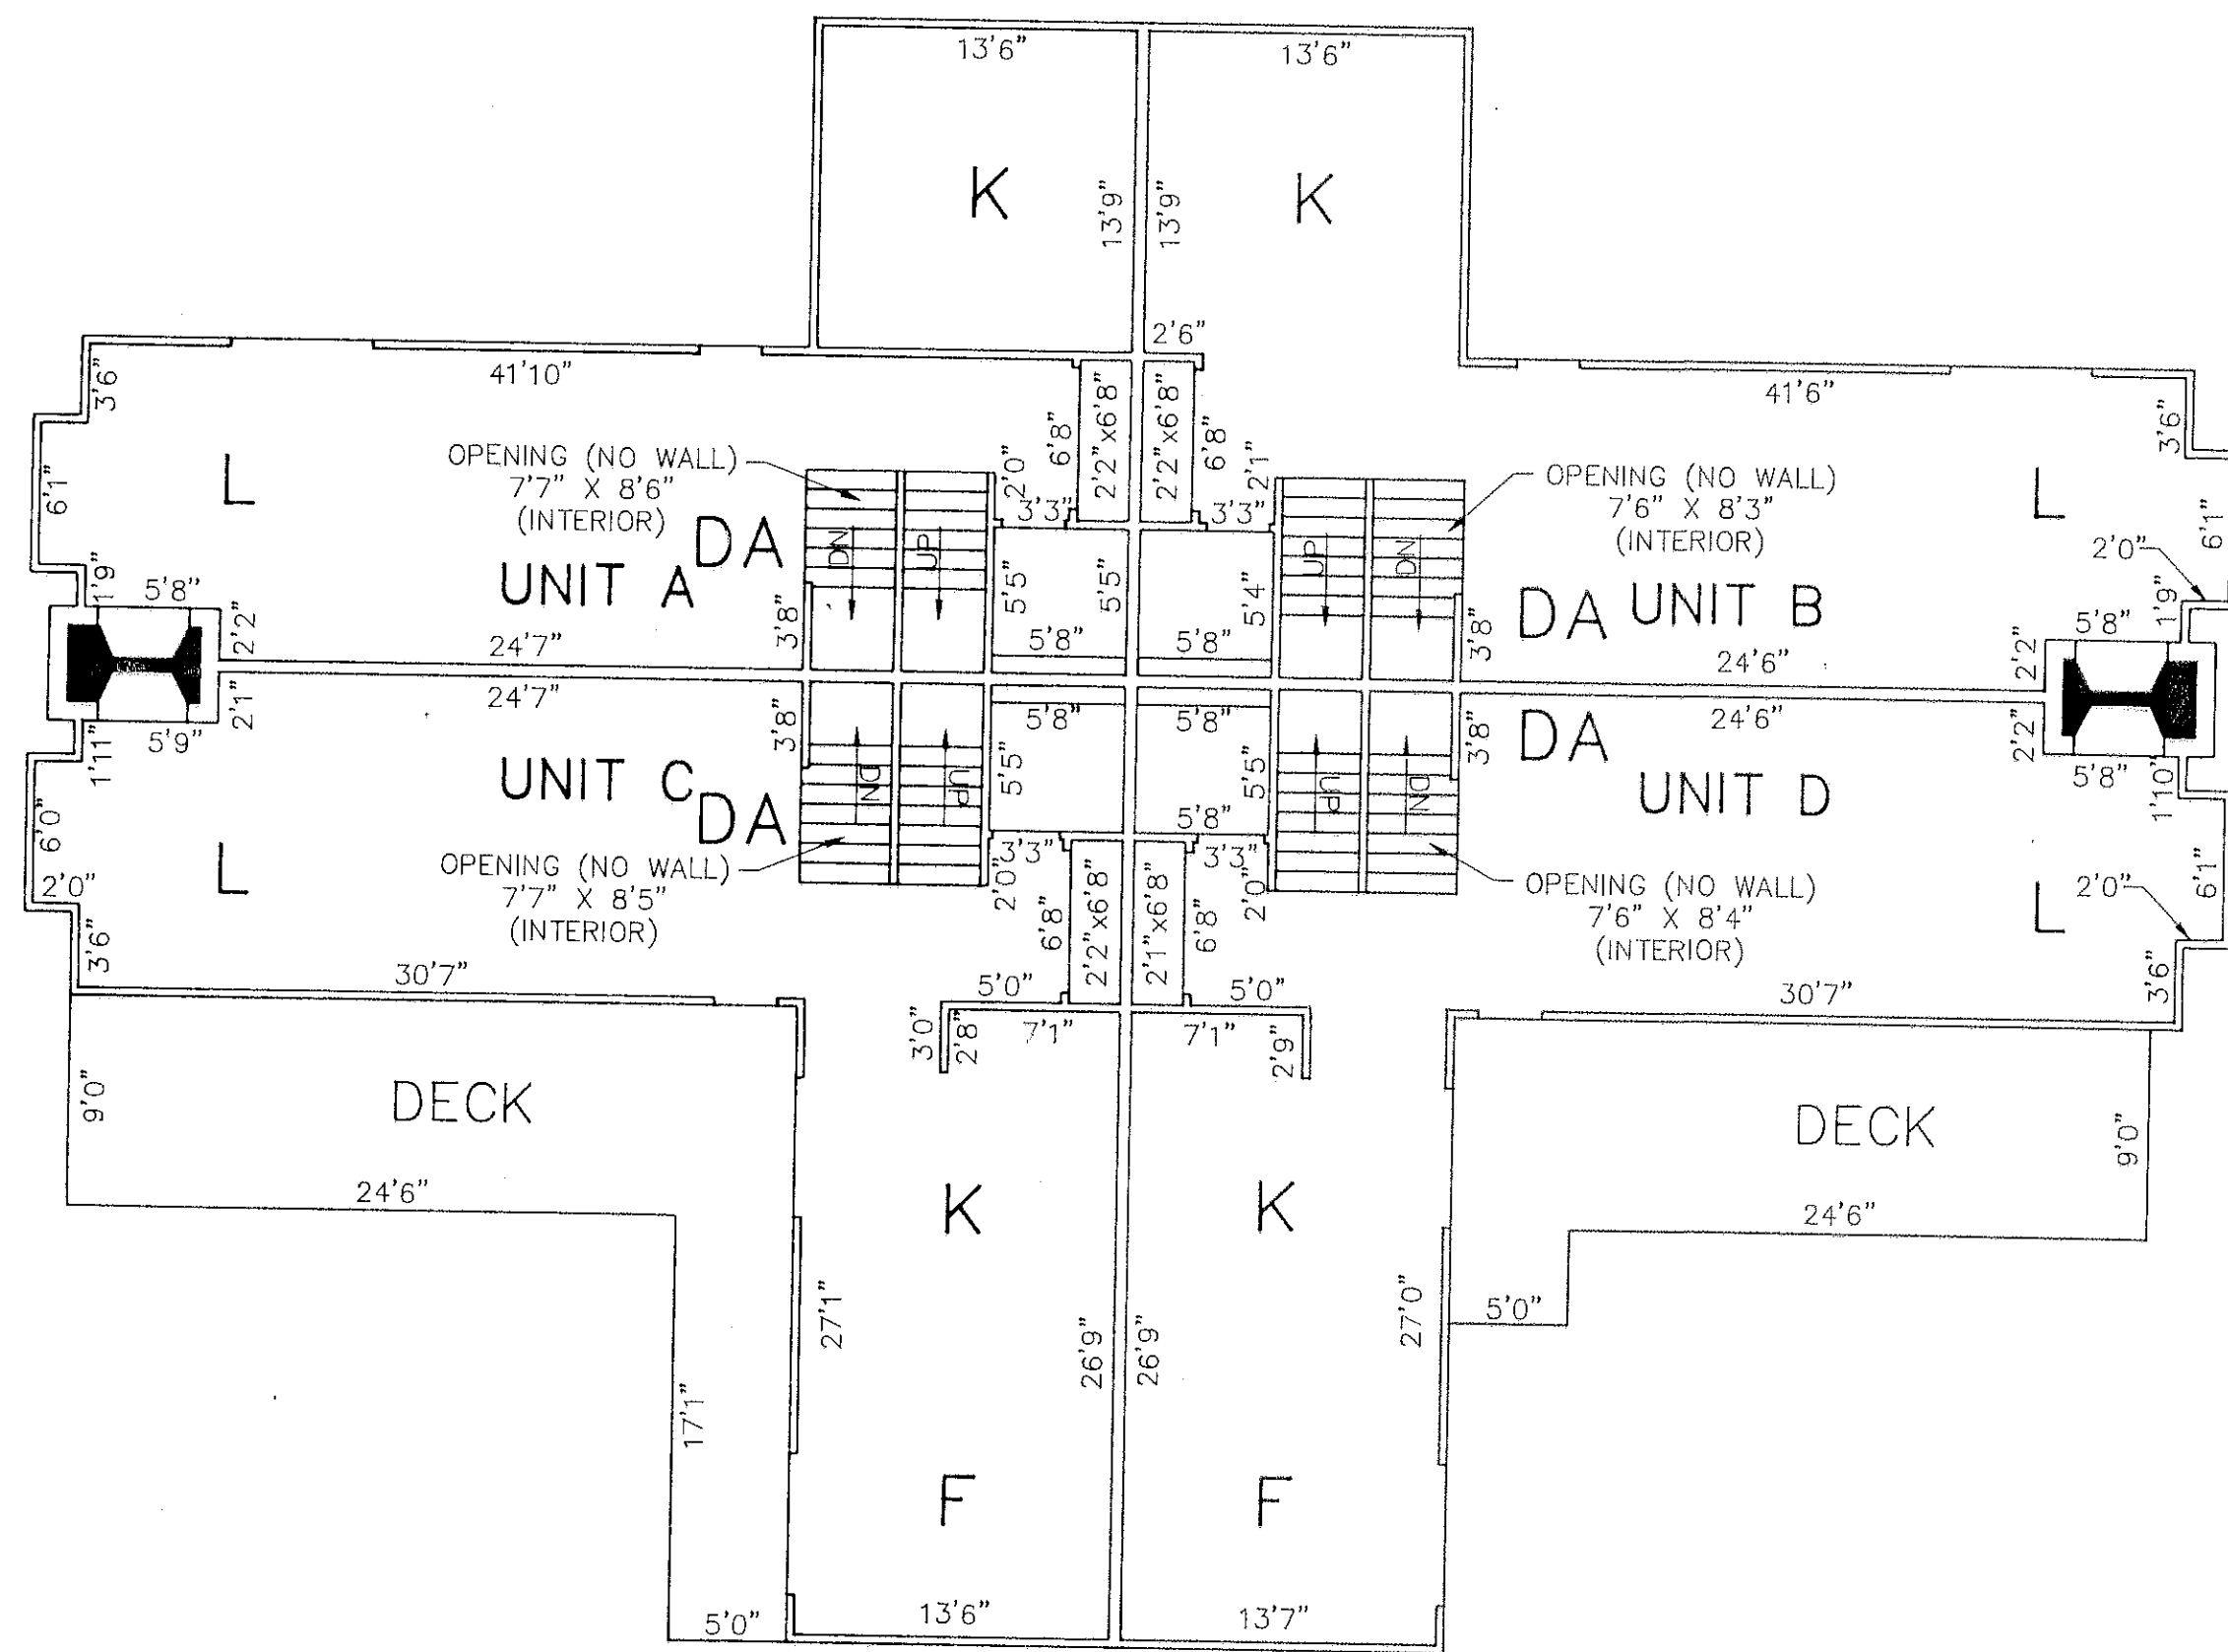 13'6"
13'6"
K
K
13'9"
13'9"
2'6"
41'10"
41'6"
3'6"
3'6"
2'2"x6'8"
2'2"x6'8"
6'8"
6'8"
OPENING (NO WALL)
7'7" X 8'6"
(INTERIOR)
OPENING (NO WALL)
7'6" X 8'3"
(INTERIOR)
L
L
6'1"
6'1"
2'0"
2'1"
3'3"
3'3"
DA
UNIT A
DN
UP
UP
DN
DA
UNIT B
2'0"
1'9"
1'9"
5'8"
5'8"
2'2"
2'2"
24'7"
24'6"
3'8"
3'8"
5'5"
5'5"
5'4"
5'8"
5'8"
24'7"
24'6"
2'1"
2'2"
5'9"
5'8"
1'11"
1'10"
3'8"
3'8"
5'8"
5'8"
5'5"
5'5"
5'8"
UNIT C
DA
DA
UNIT D
DN
UP
UP
DN
6'0"
6'1"
L
L
2'0"
2'0"
3'6"
3'6"
OPENING (NO WALL)
7'7" X 8'5"
(INTERIOR)
OPENING (NO WALL)
7'6" X 8'4"
(INTERIOR)
3'3"
3'3"
2'0"
2'0"
6'8"
6'8"
2'2"x6'8"
2'1"x6'8"
30'7"
30'7"
5'0"
5'0"
7'1"
7'1"
3'0"
2'8"
2'9"
9'0"
9'0"
DECK
DECK
24'6"
24'6"
K
K
5'0"
27'1"
27'0"
26'9"
26'9"
17'1"
F
F
5'0"
13'6"
13'7"